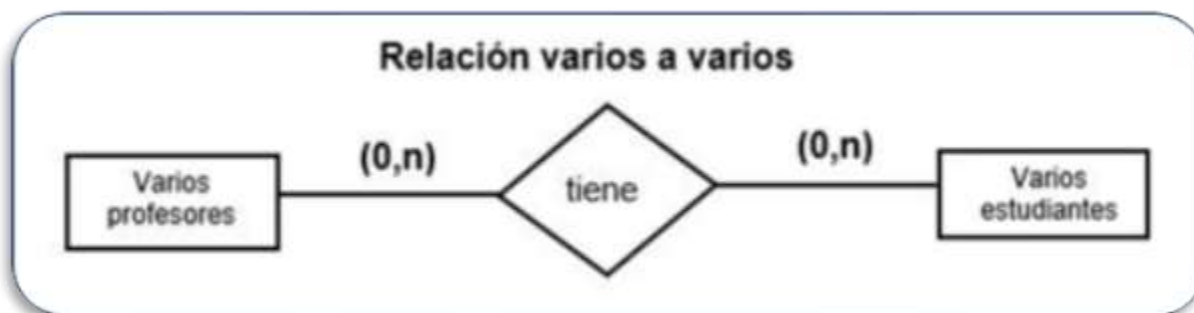 Relación varios a varios
(0,n)
(0,n)
Varios
profesores
tiene
Varios
estudiantes